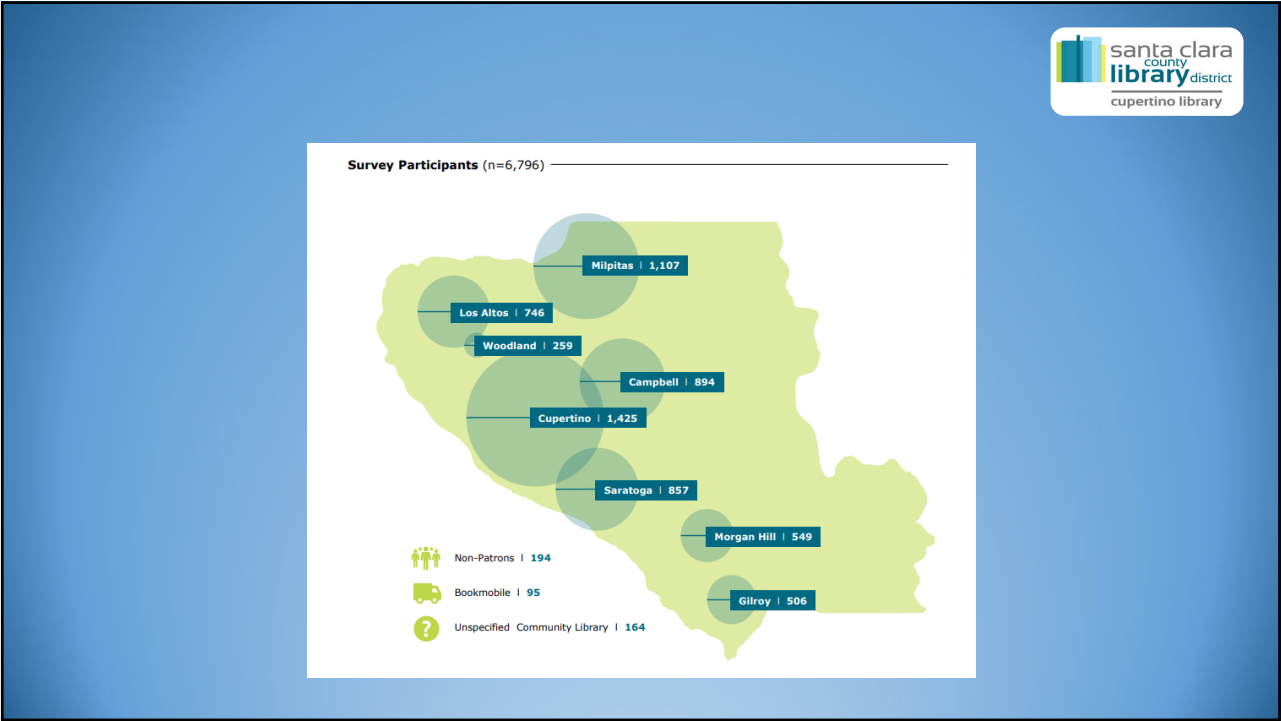 santa clara
county
library district
cupertino library
Survey Participants (n=6,796)
Milpitas | 1,107
Los Altos | 746
Woodland | 259
Campbell | 894
Cupertino | 1,425
Saratoga | 857
Morgan Hill | 549
Gilroy | 506
Non-Patrons | 194
Bookmobile | 95
? Unspecified Community Library | 164